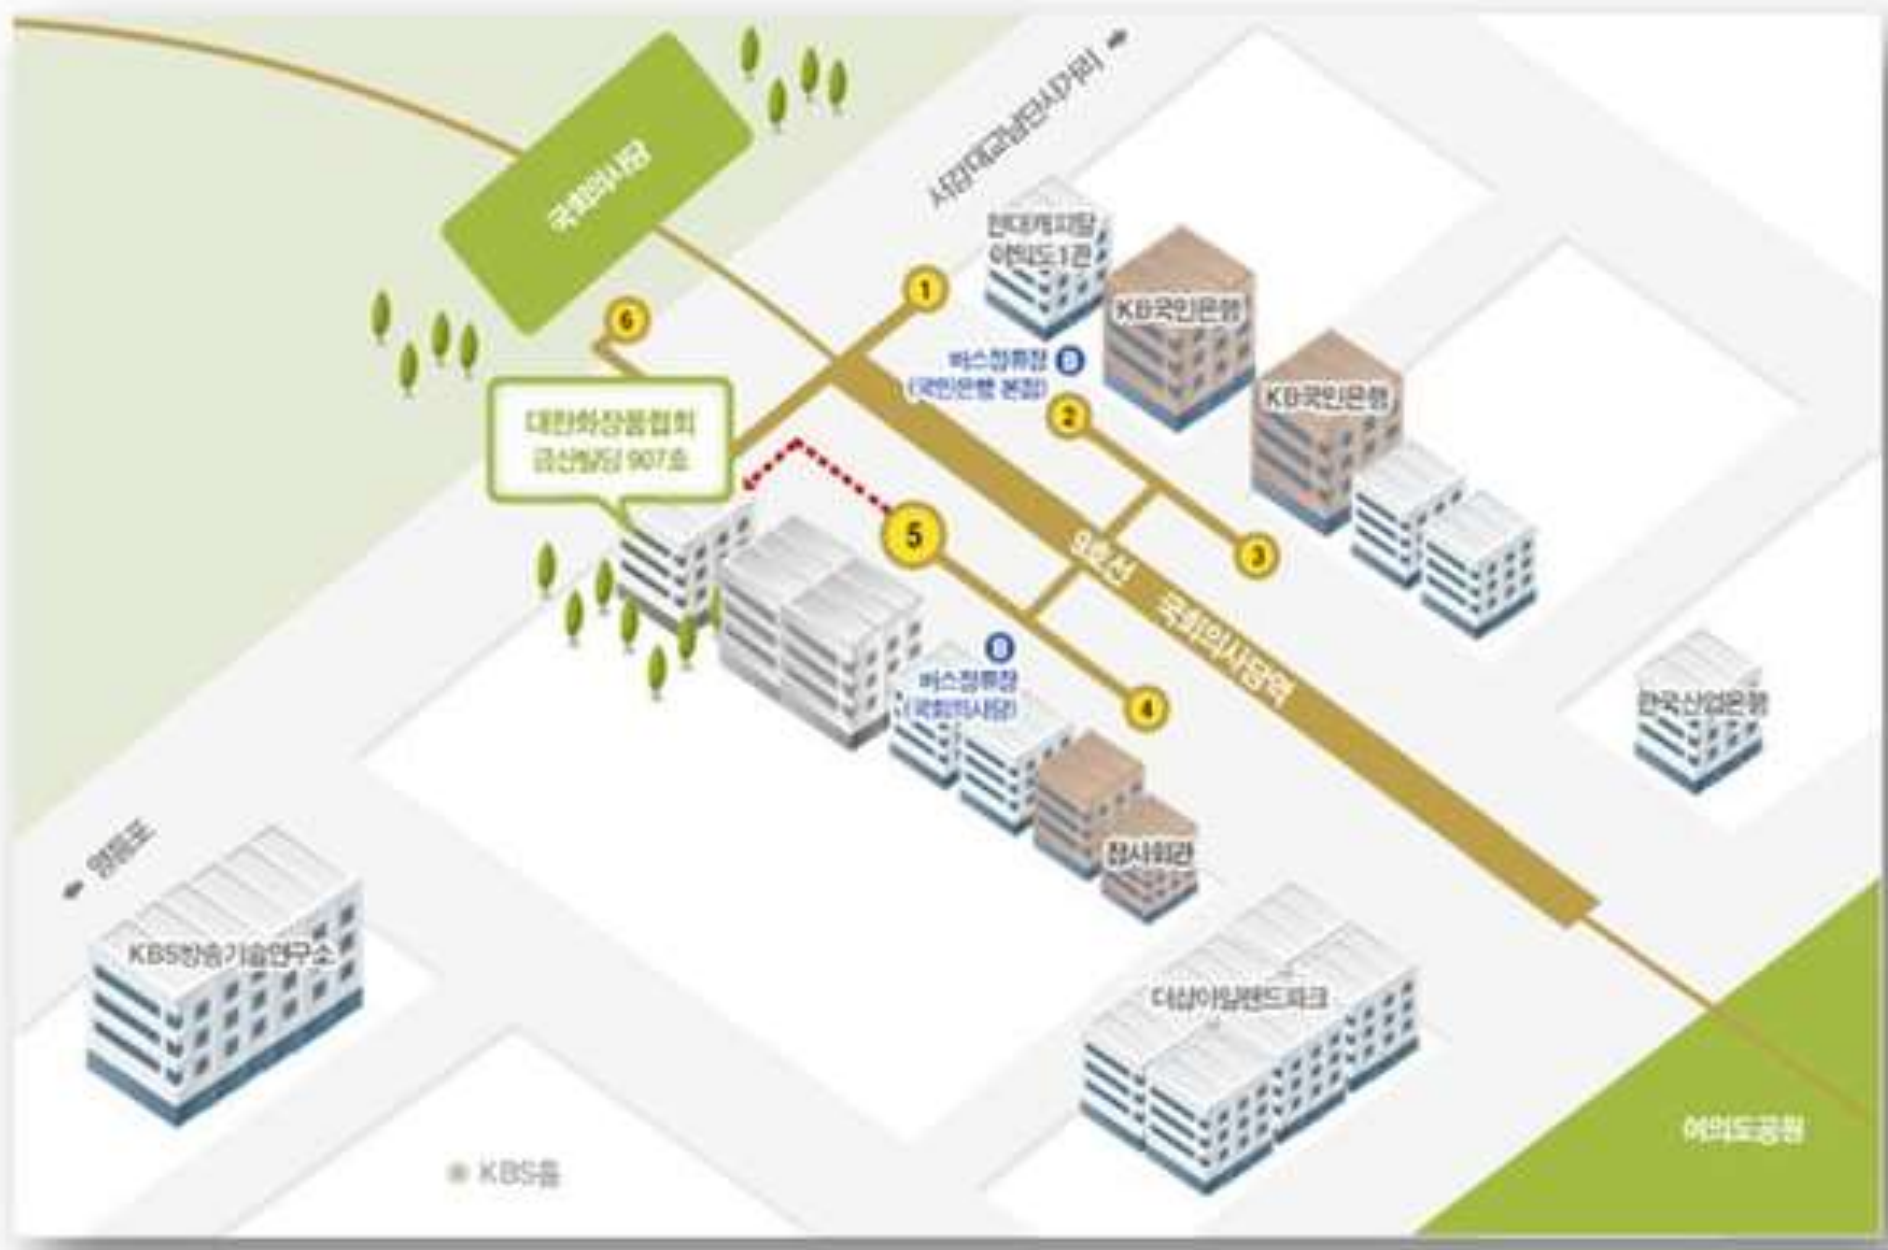 국회의사당
서강대교남단사거리
현대캐피탈
여의도1관
1
KB국민은행
6
버스정류장 B
(국민은행 본점)
KB국민은행
2
대한화장품협회
금산빌딩 907호
5
3
9호선 국회의사당역
B
버스정류장
(국회의사당)
4
한국산업은행
영등포
잠사회관
KBS방송기술연구소
더샵아일랜드파크
여의도공원
KBS홀